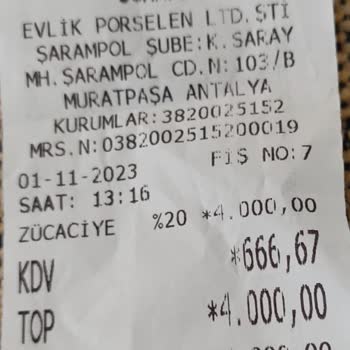 EVLİK PORSELEN LTD.ŞTİ
ŞARAMPOL ŞUBE:K.SARAY
MH.ŞARAMPOL CD.N:103/B
MURATPAŞA ANTALYA
KURUMLAR:3820025152
MRS.N:0382002515200019
01-11-2023 FİŞ NO:7
SAAT: 13:16
ZÜCACİYE %20 *4.000,00
KDV *666,67
TOP *4.000,00